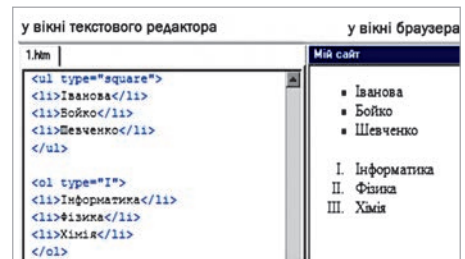 у вікні текстового редактора
у вікні браузера
1.htm
Мій сайт
<ul type="square">
<li>Іванова</li>
<li>Бойко</li>
<li>Шевченко</li>
</ul>
<ol type="I">
<li>Інформатика</li>
<li>Фізика</li>
<li>Хімія</li>
</ol>
▪ Іванова
▪ Бойко
▪ Шевченко
I. Інформатика
II. Фізика
III. Хімія